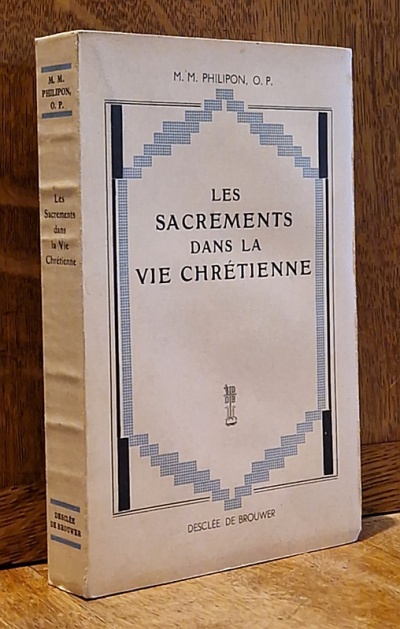 M. M.
PHILIPON,
O. P.
Les
Sacrements
dans
la Vie
Chrétienne
DESCLÉE
DE BROUWER
M. M. PHILIPON, O. P.
LES
SACREMENTS
DANS LA
VIE CHRÉTIENNE
DESCLÉE DE BROUWER